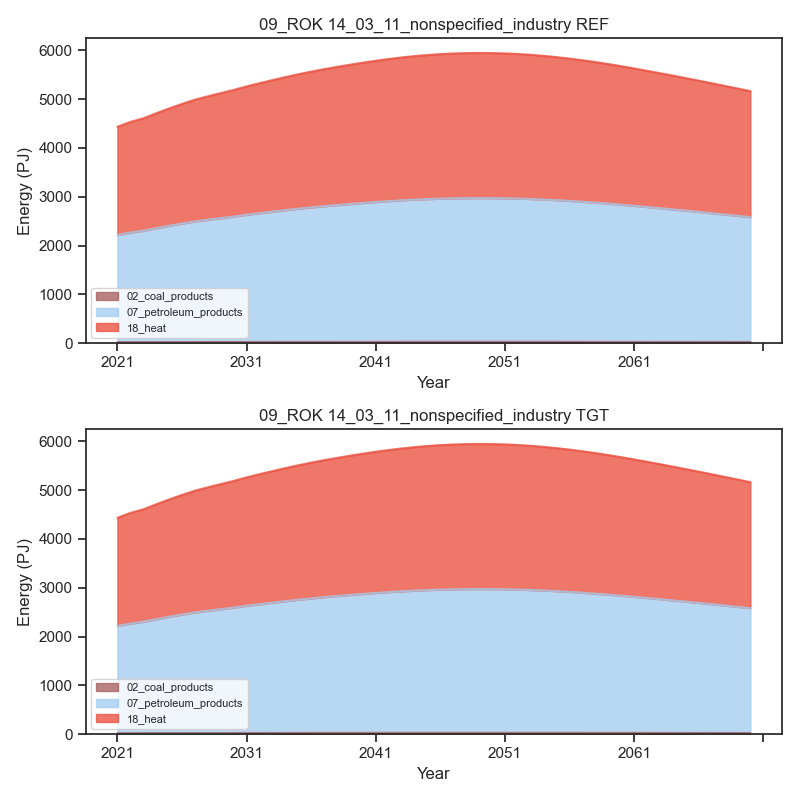 09_ROK 14_03_11_nonspecified_industry REF
6000
5000
4000
3000
2000
1000
0
Energy (PJ)
02_coal_products
07_petroleum_products
18_heat
2021 2031 2041 2051 2061
Year
09_ROK 14_03_11_nonspecified_industry TGT
6000
5000
4000
3000
2000
1000
0
Energy (PJ)
02_coal_products
07_petroleum_products
18_heat
2021 2031 2041 2051 2061
Year